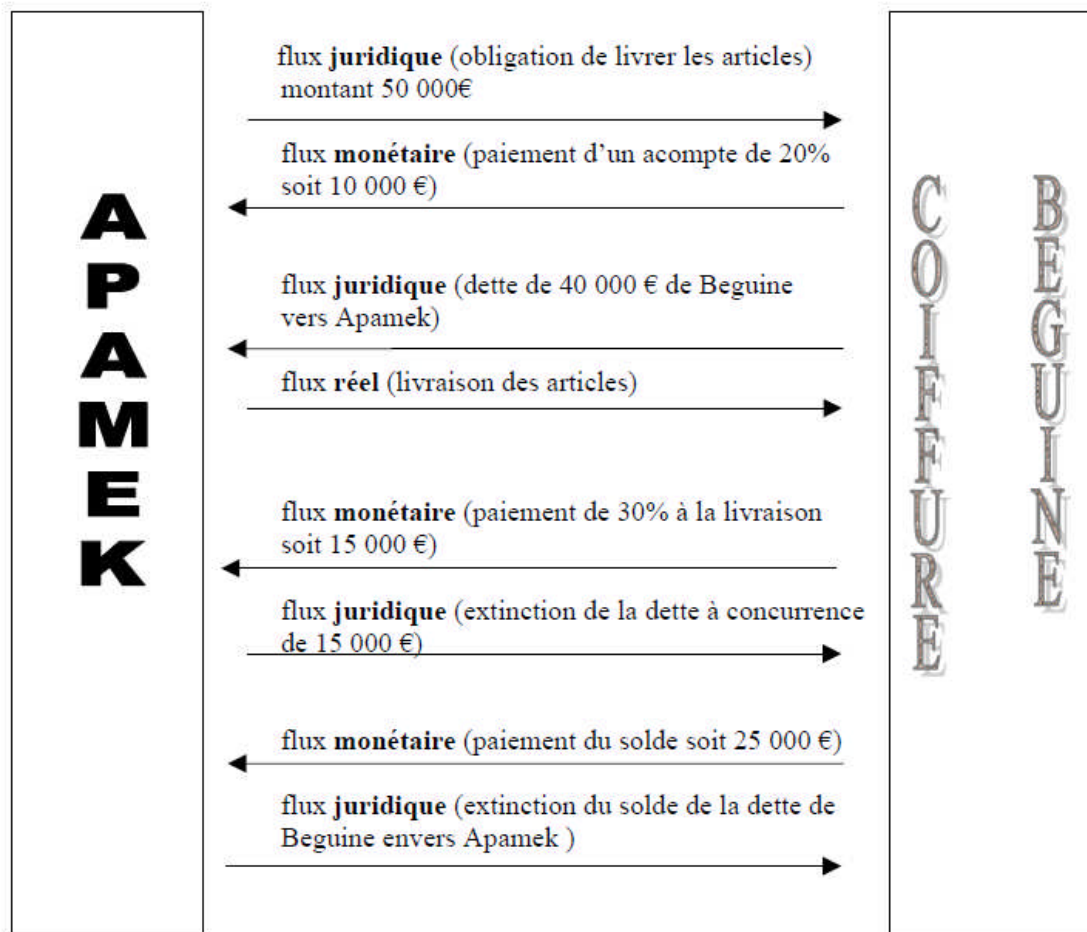 APAMEK
flux juridique (obligation de livrer les articles)
montant 50 000€
flux monétaire (paiement d’un acompte de 20%
soit 10 000 €)
flux juridique (dette de 40 000 € de Beguine
vers Apamek)
flux réel (livraison des articles)
flux monétaire (paiement de 30% à la livraison
soit 15 000 €)
flux juridique (extinction de la dette à concurrence
de 15 000 €)
flux monétaire (paiement du solde soit 25 000 €)
flux juridique (extinction du solde de la dette de
Beguine envers Apamek )
COIFFURE
BEGUINE